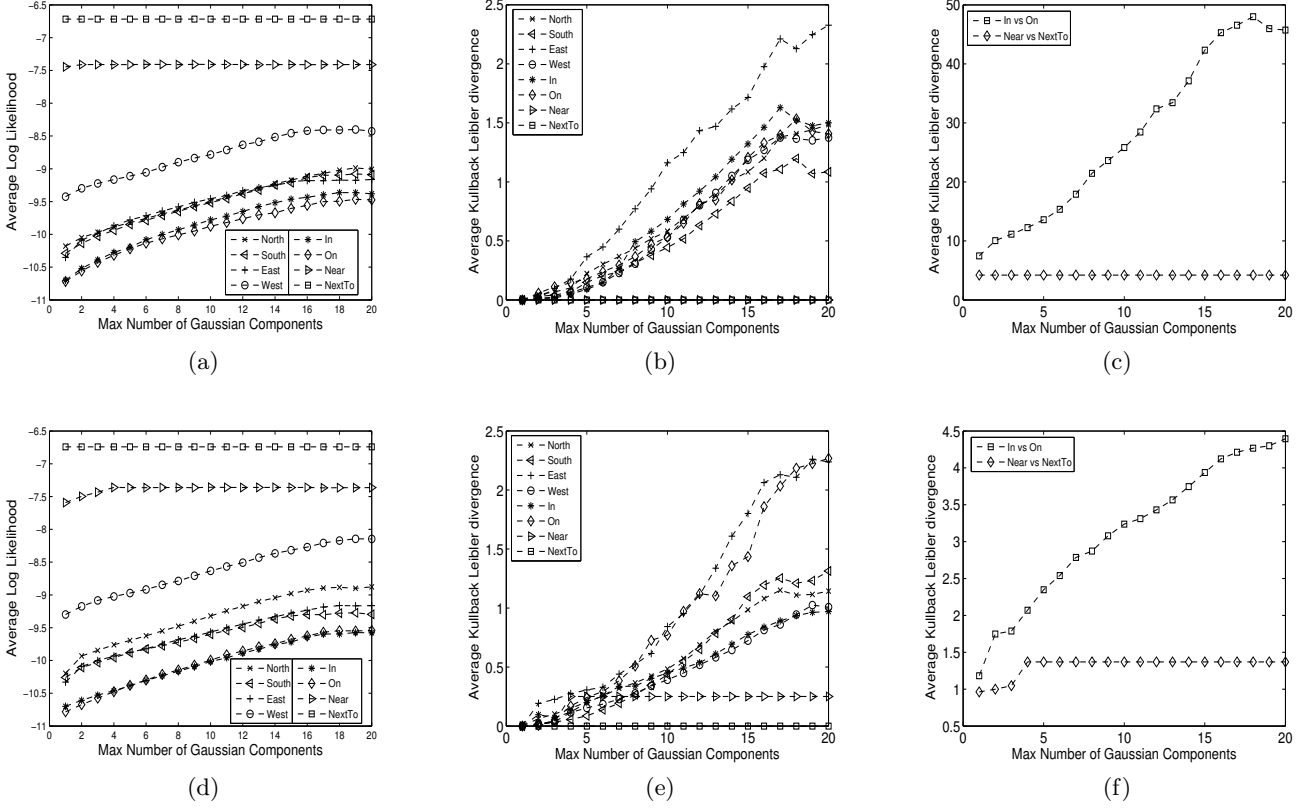 Average Log Likelihood
−6.5
−7
−7.5
−8
−8.5
−9
−9.5
−10
−10.5
−11
2 4 6 8 10 12 14 16 18 20
Max Number of Gaussian Components
North
South
East
West
In
On
Near
NextTo
(a)
Average Kullback Leibler divergence
2.5
2
1.5
1
0.5
0
0 5 10 15 20
Max Number of Gaussian Components
North
South
East
West
In
On
Near
NextTo
(b)
Average Kullback Leibler divergence
50
40
30
20
10
0
0 5 10 15 20
Max Number of Gaussian Components
In vs On
Near vs NextTo
(c)
Average Log Likelihood
−6.5
−7
−7.5
−8
−8.5
−9
−9.5
−10
−10.5
−11
2 4 6 8 10 12 14 16 18 20
Max Number of Gaussian Components
North
South
East
West
In
On
Near
NextTo
(d)
Average Kullback Leibler divergence
2.5
2
1.5
1
0.5
0
0 5 10 15 20
Max Number of Gaussian Components
North
South
East
West
In
On
Near
NextTo
(e)
Average Kullback Leibler divergence
4.5
4
3.5
3
2.5
2
1.5
1
0.5
0 5 10 15 20
Max Number of Gaussian Components
In vs On
Near vs NextTo
(f)